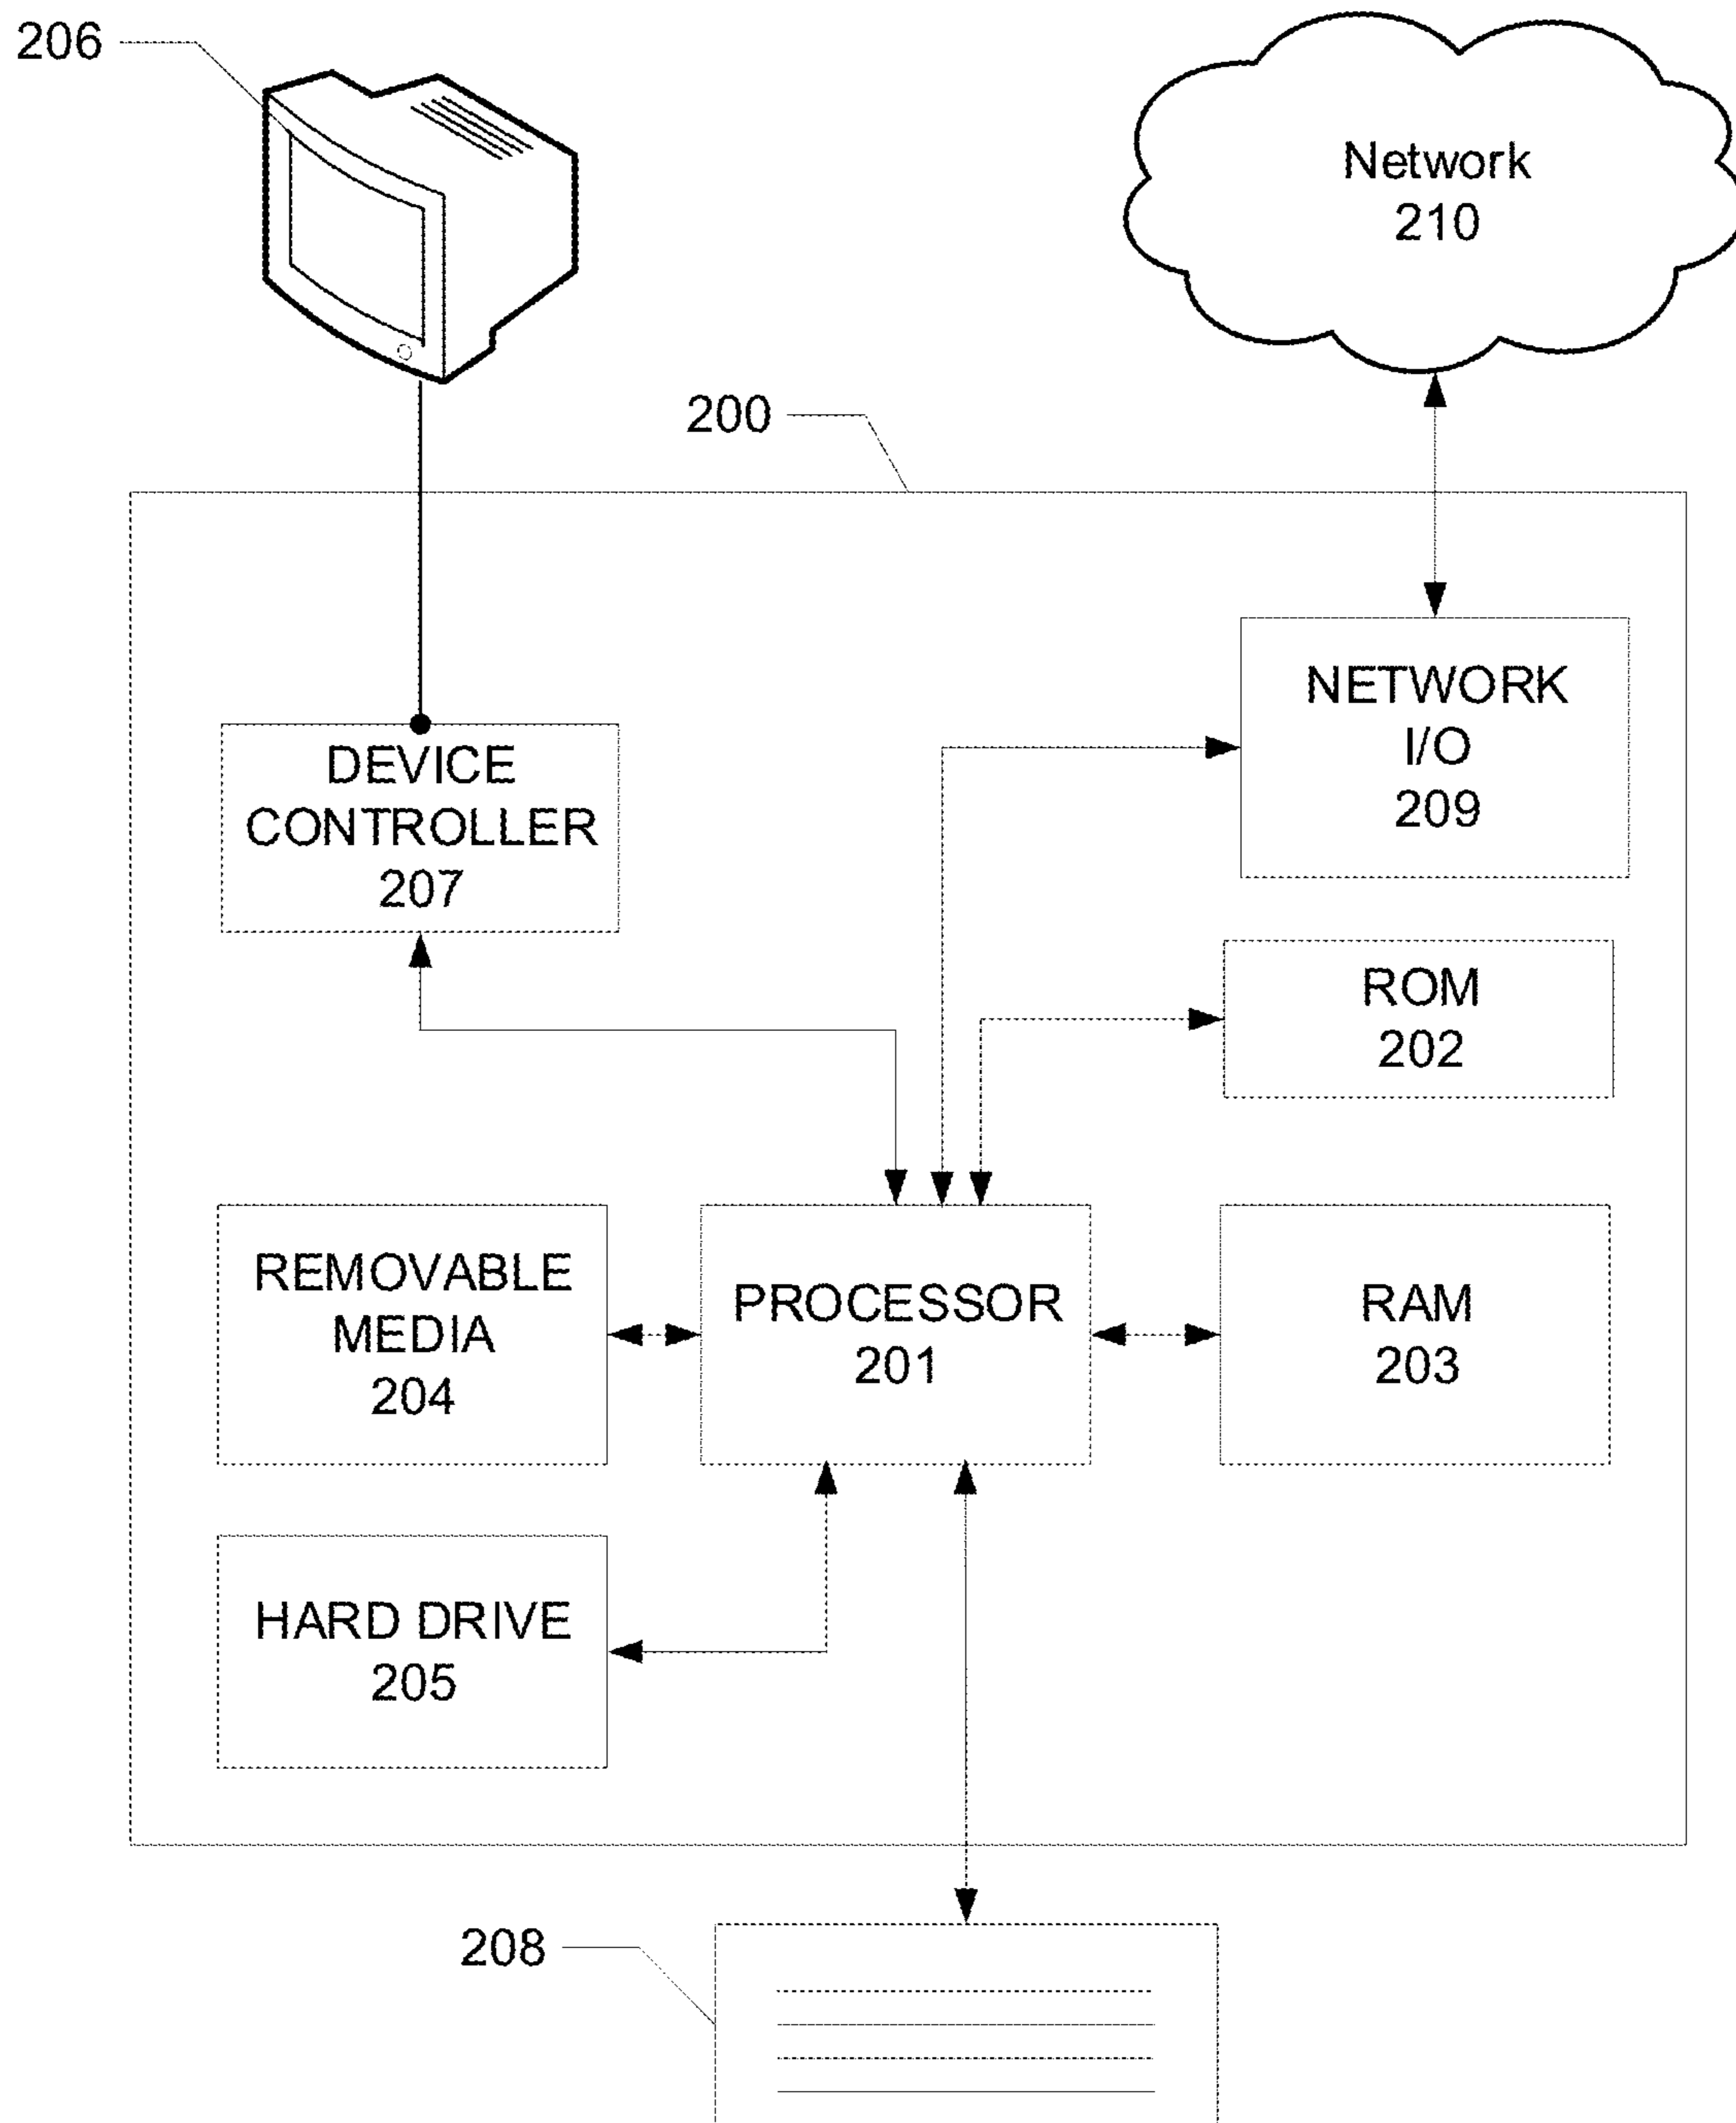 206
Network
210
200
NETWORK
I/O
209
DEVICE
CONTROLLER
207
ROM
202
REMOVABLE
MEDIA
204
PROCESSOR
201
RAM
203
HARD DRIVE
205
208